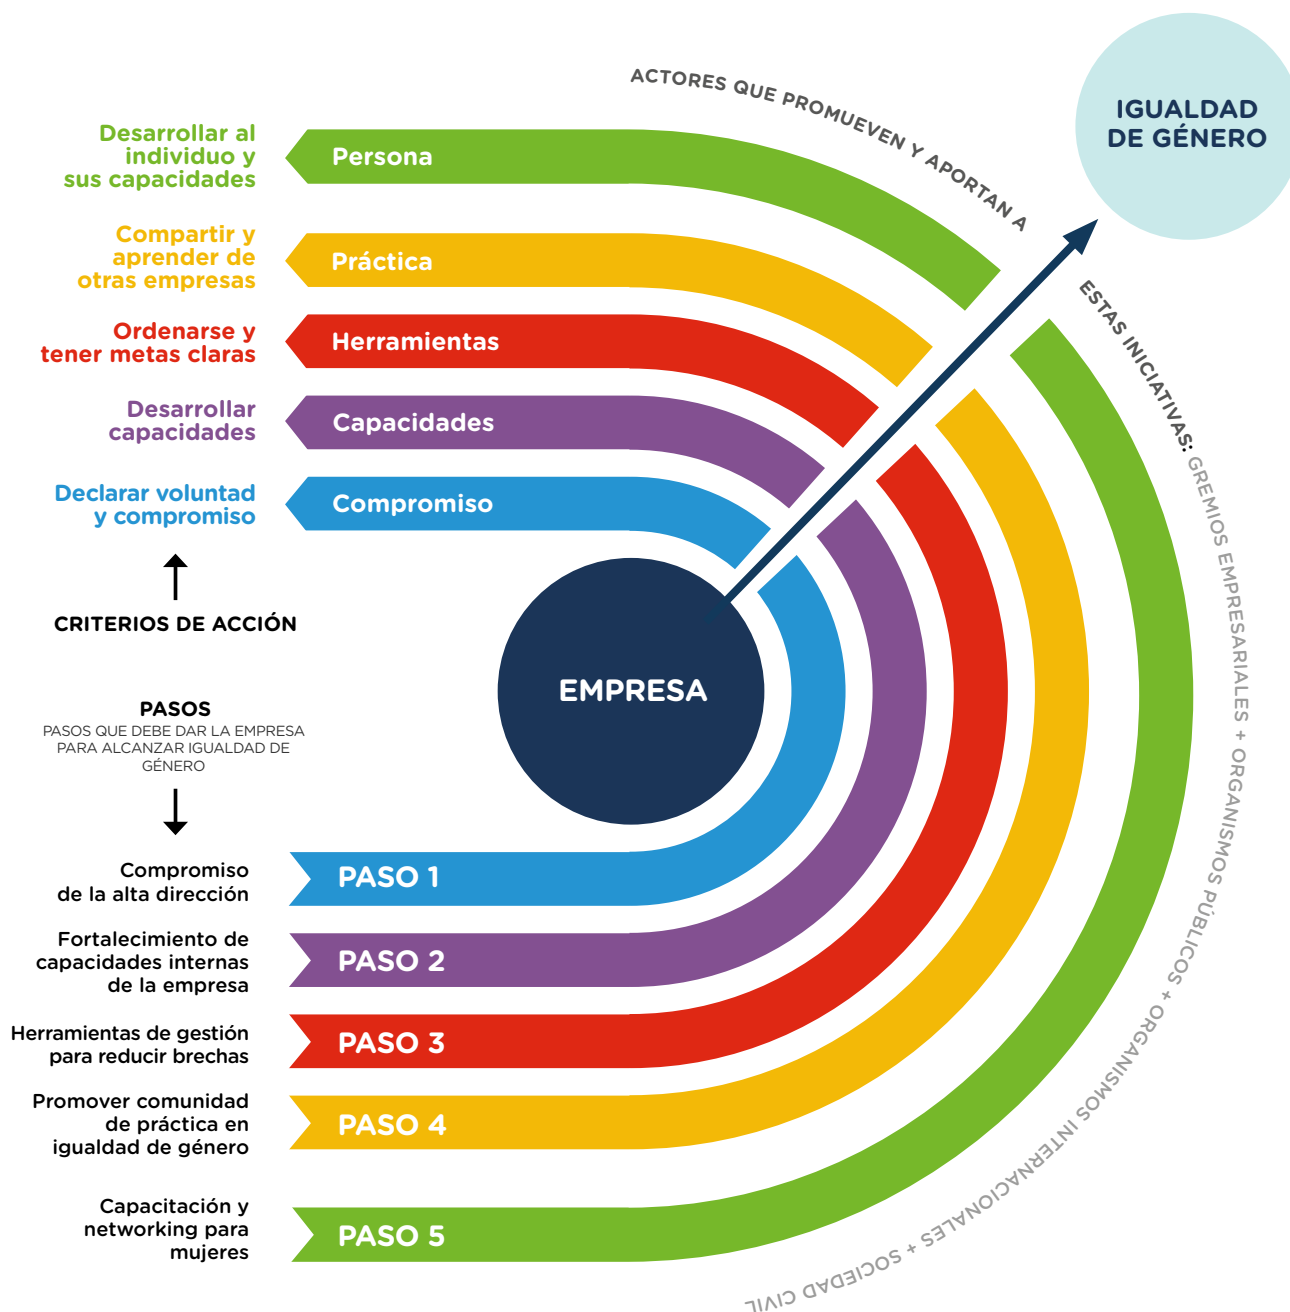 ACTORES QUE PROMUEVEN Y APORTAN A
ESTAS INICIATIVAS: GREMIOS EMPRESARIALES + ORGANISMOS PÚBLICOS + ORGANISMOS INTERNACIONALES + SOCIEDAD CIVIL
IGUALDAD
DE GÉNERO
Desarrollar al
individuo y
sus capacidades
Persona
Compartir y
aprender de
otras empresas
Práctica
Ordenarse y
tener metas claras
Herramientas
Desarrollar
capacidades
Capacidades
Declarar voluntad
y compromiso
Compromiso
CRITERIOS DE ACCIÓN
EMPRESA
PASOS
PASOS QUE DEBE DAR LA EMPRESA
PARA ALCANZAR IGUALDAD DE
GÉNERO
Compromiso
de la alta dirección
PASO 1
Fortalecimiento de
capacidades internas
de la empresa
PASO 2
Herramientas de gestión
para reducir brechas
PASO 3
Promover comunidad
de práctica en
igualdad de género
PASO 4
Capacitación y
networking para
mujeres
PASO 5